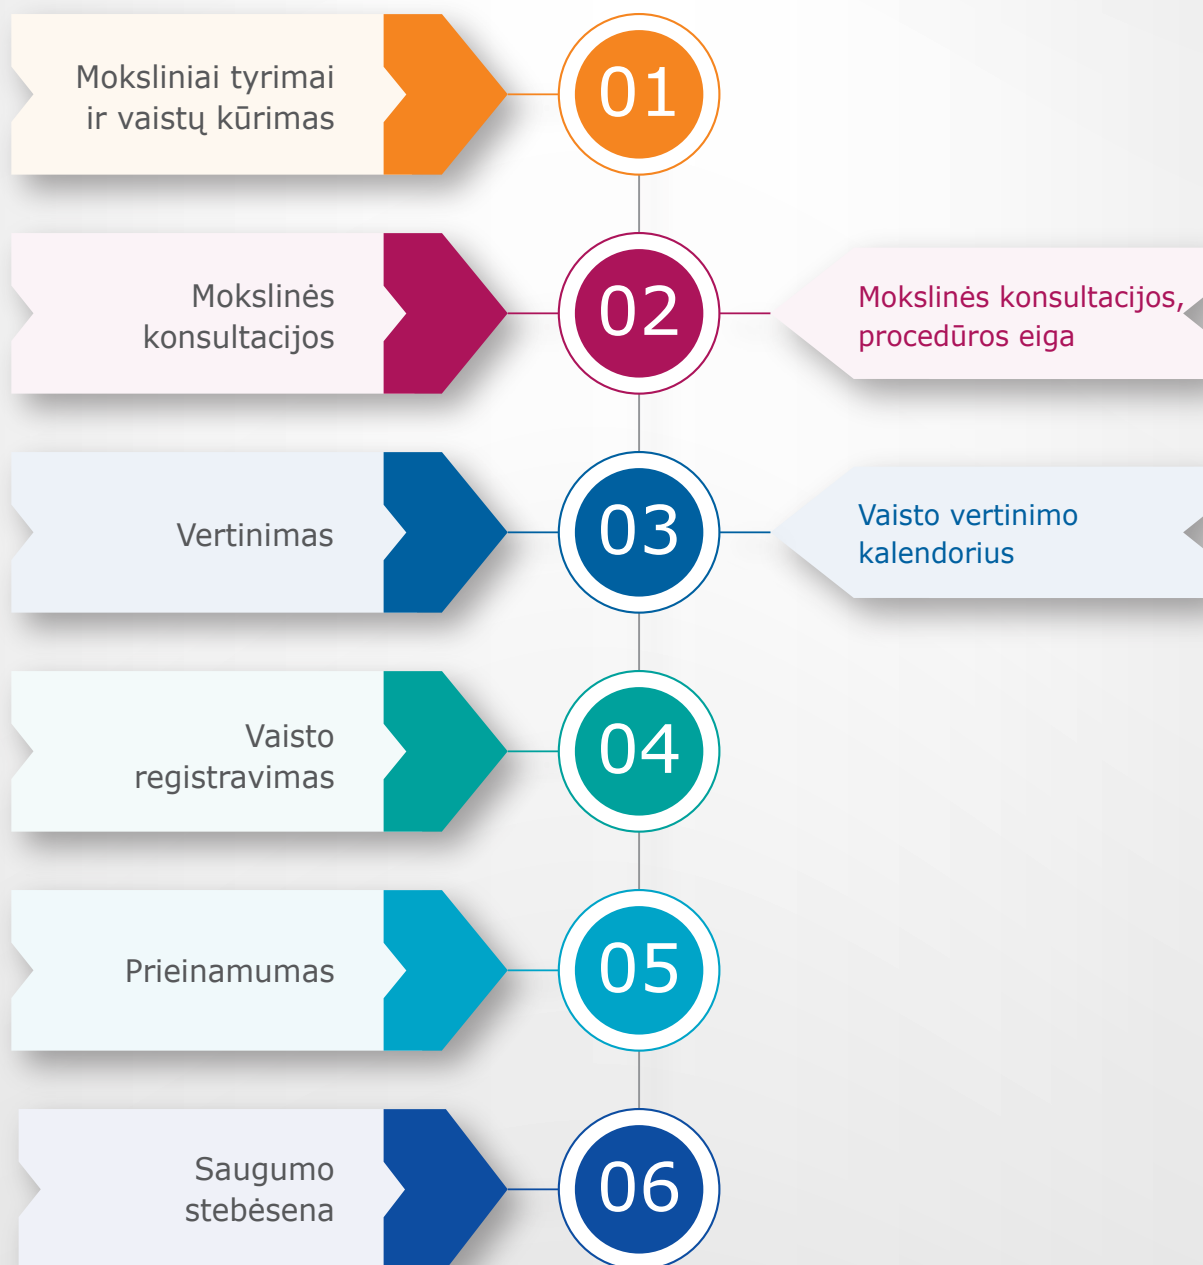 Moksliniai tyrimai
ir vaistų kūrimas
01
Mokslinės
konsultacijos
02
Mokslinės konsultacijos,
procedūros eiga
Vertinimas
03
Vaisto vertinimo
kalendorius
Vaisto
registravimas
04
Prieinamumas
05
Saugumo
stebėsena
06